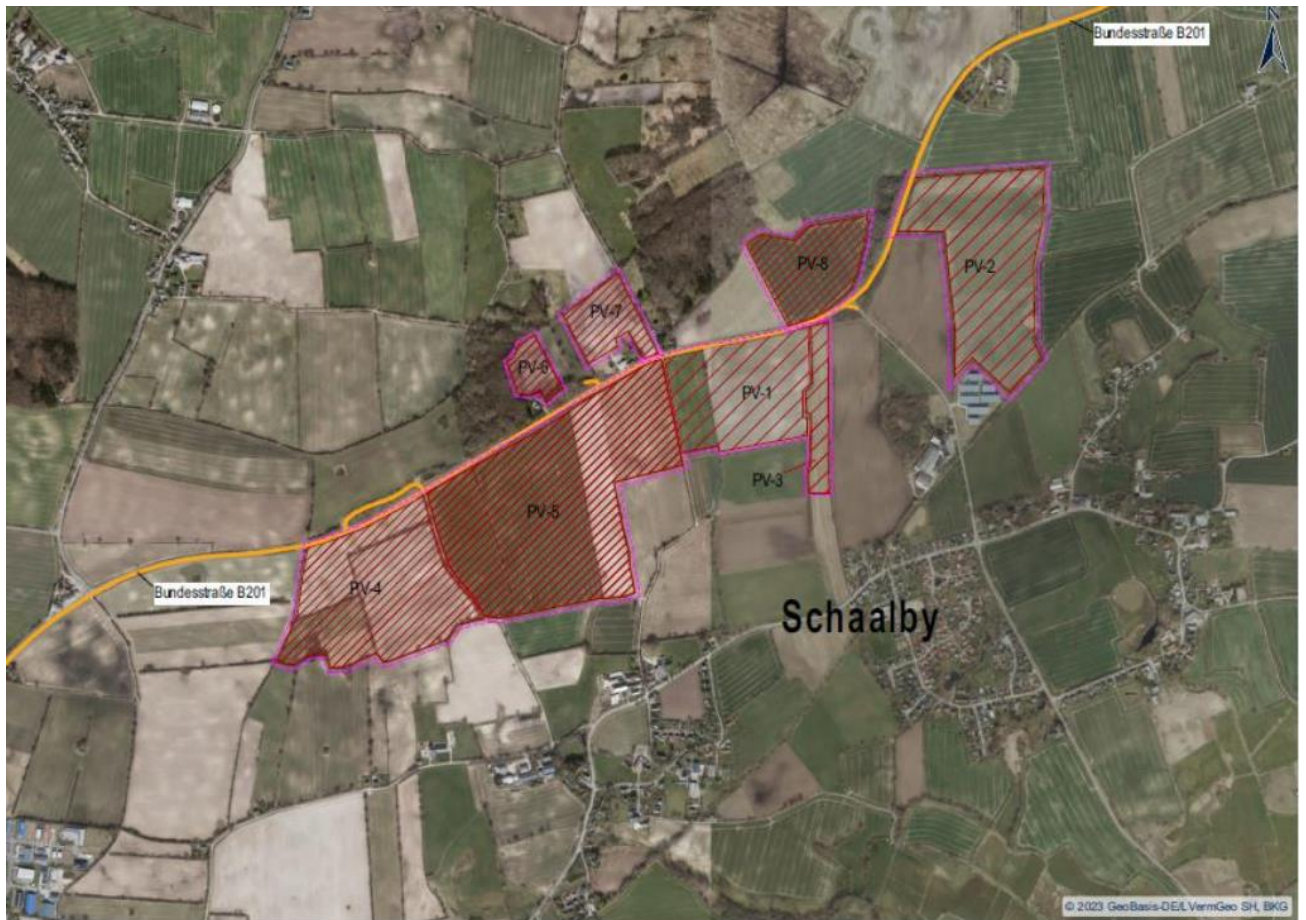 Bundesstraße B201
N
PV-8
PV-2
PV-7
PV-6
PV-1
PV-3
PV-5
PV-4
Bundesstraße B201
Schaalby
© 2023 GeoBasis-DE/LVermGeo SH, BKG